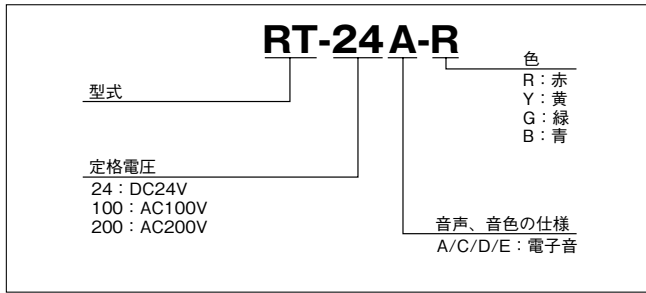 RT-24A-R
色
R：赤
Y：黄
G：緑
B：青
型式
定格電圧
24：DC24V
100：AC100V
200：AC200V
音声、音色の仕様
A/C/D/E：電子音